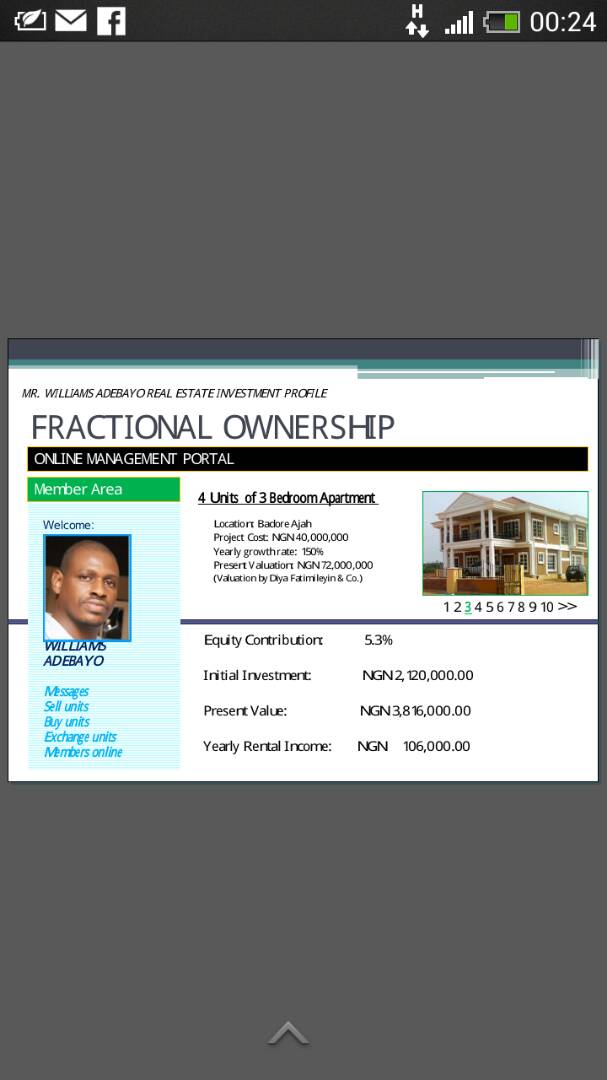 H
00:24
MR. WILLIAMS ADEBAYO REAL ESTATE INVESTMENT PROFILE
FRACTIONAL OWNERSHIP
ONLINE MANAGEMENT PORTAL
Member Area
Welcome:
WILLIAMS
ADEBAYO
Messages
Sell units
Buy units
Exchange units
Members online
4 Units of 3 Bedroom Apartment
Location: Badore Ajah
Project Cost: NGN 40,000,000
Yearly growth rate: 150%
Present Valuation: NGN 72,000,000
(Valuation by Diya Fatimileyin & Co.)
1 2 3 4 5 6 7 8 9 10 >>
Equity Contribution: 5.3%
Initial Investment: NGN 2,120,000.00
Present Value: NGN 3,816,000.00
Yearly Rental Income: NGN 106,000.00